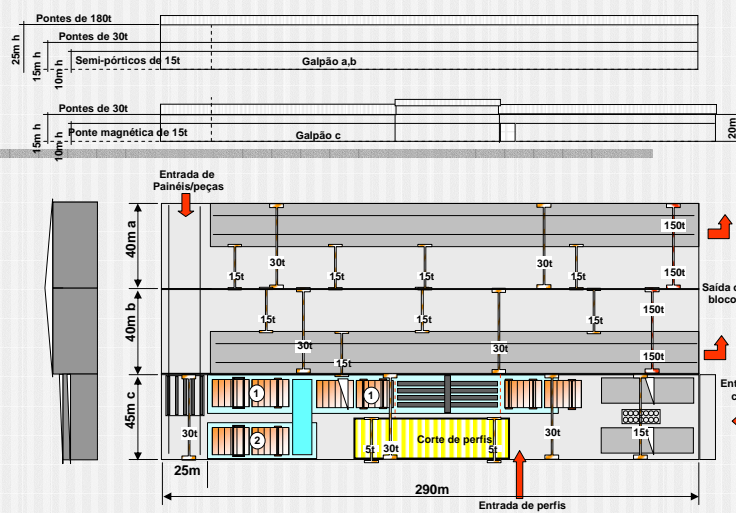 Pontes de 180t
Pontes de 30t
Semi-pórticos de 15t
Galpão a,b
25m h
15m h
10m h
Pontes de 30t
Ponte magnética de 15t
Galpão c
15m h
10m h
20m
Entrada de
Painéis/peças
40m a
30t
30t
150t
15t
15t
15t
15t
150t
Saída
bloco
40m b
15t
15t
15t
150t
30t
30t
15t
150t
45m c
1
1
30t
2
5t
30t
Corte de perfis
5t
30t
15t
25m
290m
Entrada de perfis